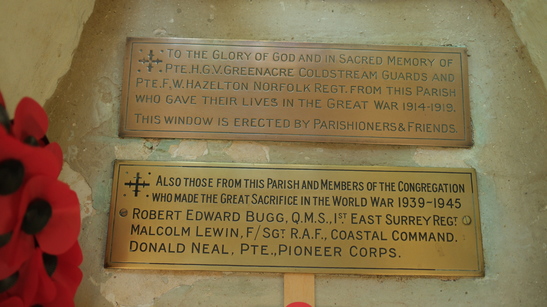 TO THE GLORY OF GOD AND IN SACRED MEMORY OF
PTE. H.G.V. GREENACRE COLDSTREAM GUARDS AND
PTE. F.W. HAZELTON NORFOLK REGT. FROM THIS PARISH
WHO GAVE THEIR LIVES IN THE GREAT WAR 1914-1919.
THIS WINDOW IS ERECTED BY PARISHIONERS & FRIENDS.
ALSO THOSE FROM THIS PARISH AND MEMBERS OF THE CONGREGATION
WHO MADE THE GREAT SACRIFICE IN THE WORLD WAR 1939-1945
ROBERT EDWARD BUGG, Q.M.S., 1ST EAST SURREY REGT.
MALCOLM LEWIN, F/SGT R.A.F., COASTAL COMMAND.
DONALD NEAL, PTE., PIONEER CORPS.